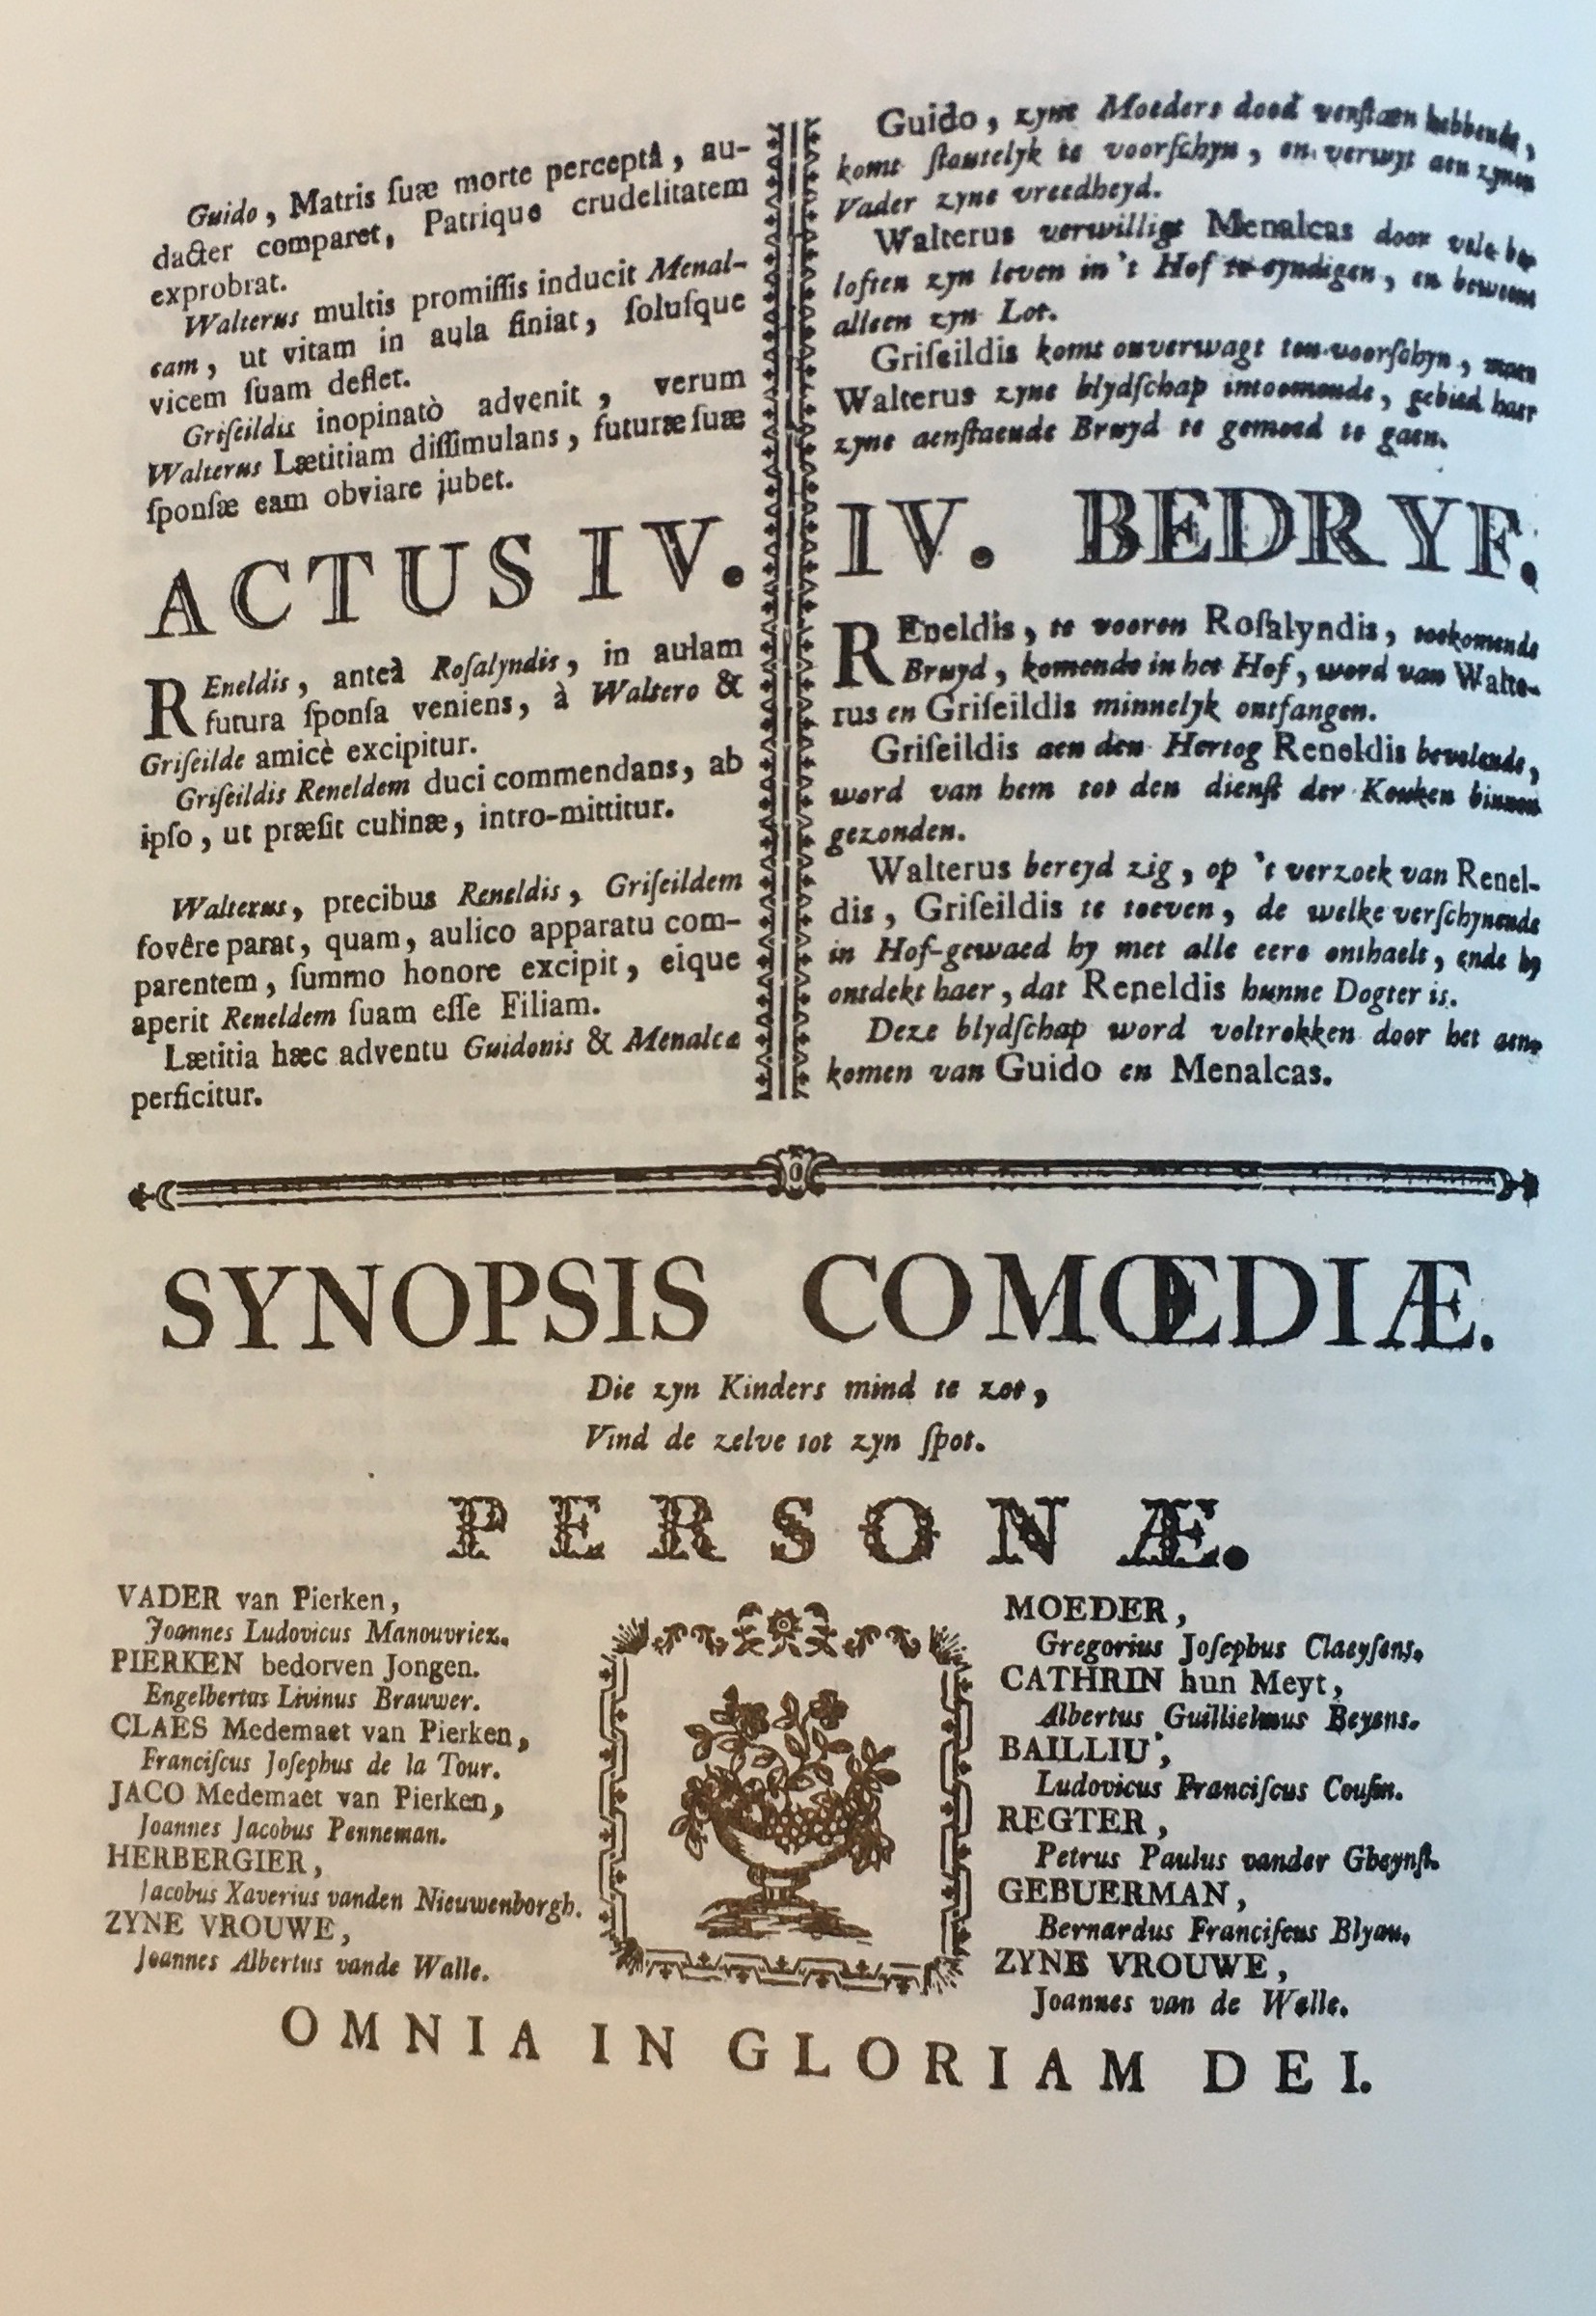 Guido, Matris ſuæ morte perceptâ, au-
dacter comparet, Patrique crudelitatem
exprobrat.
Walterus multis promiſſis inducit Menal-
cam, ut vitam in aula finiat, ſoluſque
vicem ſuam deflet.
Griſeildis inopinatò advenit, verum
Walterus Lætitiam diſſimulans, futuræ ſuæ
ſponſæ eam obviare jubet.
ACTUS IV.
REneldis, anteà Roſalyndis, in aulam
futura ſponſa veniens, à Waltero &
Griſeilde amicè excipitur.
Griſeildis Reneldem duci commendans, ab
ipſo, ut præſit culinæ, intro-mittitur.
Walterus, precibus Reneldis, Griſeildem
fovêre parat, quam, aulico apparatu com-
parentem, ſummo honore excipit, eique
aperit Reneldem ſuam eſſe Filiam.
Lætitia hæc adventu Guidonis & Menalcæ
perficitur.
Guido, zyne Moeders dood verſtaen hebbende,
komt ſtoutelyk te voorſchyn, en verwyt aen zynen
Vader zyne vreedheyd.
Walterus verwilligt Menalcas door vele be-
loften zyn leven in 't Hof te eyndigen, en beweent
alleen zyn Lot.
Griſeildis komt onverwagt ten voorſchyn, maer
Walterus zyne blydſchap intoomende, gebied haer
zyne aenſtaende Bruyd te gemoed te gaen.
IV. BEDRYF.
REneldis, te vooren Roſalyndis, toekomende
Bruyd, komende in het Hof, word van Walte-
rus en Griſeildis minnelyk ontfangen.
Griſeildis aen den Hertog Reneldis bevelende,
word van hem tot den dienſt der Keuken binnen
gezonden.
Walterus bereyd zig, op 't verzoek van Renel-
dis, Griſeildis te toeven, de welke verſchynende
in Hof-gewaed hy met alle eere onthaelt, ende hy
ontdekt haer, dat Reneldis hunne Dogter is.
Deze blydſchap word voltrokken door het aen-
komen van Guido en Menalcas.
SYNOPSIS COMŒDIÆ.
Die zyn Kinders mind te zot,
Vind de zelve tot zyn ſpot.
PERSONÆ.
VADER van Pierken,
Joannes Ludovicus Manouvriez.
PIERKEN bedorven Jongen.
Engelbertus Livinus Brauwer.
CLAES Medemaet van Pierken,
Franciſcus Joſephus de la Tour.
JACO Medemaet van Pierken,
Joannes Jacobus Penneman.
HERBERGIER,
Jacobus Xaverius vanden Nieuwenborgh.
ZYNE VROUWE,
Joannes Albertus vande Walle.
MOEDER,
Gregorius Joſephus Claeyſens.
CATHRIN hun Meyt,
Albertus Guillielmus Beyens.
BAILLIU,
Ludovicus Franciſcus Couſin.
REGTER,
Petrus Paulus vander Gheynſt.
GEBUERMAN,
Bernardus Franciſcus Blyau.
ZYNE VROUWE,
Joannes van de Walle.
OMNIA IN GLORIAM DEI.